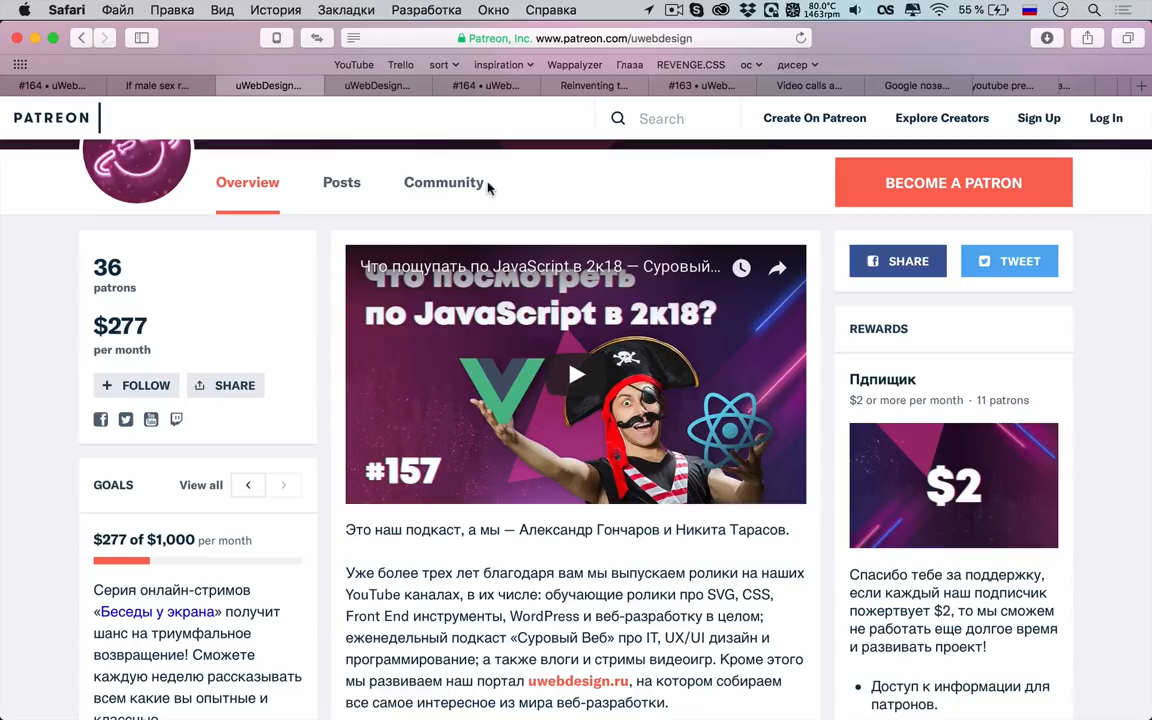 Safari Файл Правка Вид История Закладки Разработка Окно Справка 80.0°C 1463rpm OS 55 %
Patreon, Inc. www.patreon.com/uwebdesign
YouTube Trello sort inspiration Wappalyzer Глаза REVENGE.CSS ос дисер
#164 • uWeb... If male sex r... uWebDesign... uWebDesign... #164 • uWeb... Reinventing t... #163 • uWeb... Video calls a... Google позв... youtube pre...
PATREON Search Create On Patreon Explore Creators Sign Up Log In
Overview Posts Community BECOME A PATRON
36
patrons
$277
per month
+ FOLLOW SHARE
GOALS View all
$277 of $1,000 per month
Серия онлайн-стримов
«Беседы у экрана» получит
шанс на триумфальное
возвращение! Сможете
каждую неделю рассказывать
всем какие вы опытные и
классные
Что пощупать по JavaScript в 2к18 — Суровый...
Что посмотреть
по JavaScript в 2к18?
#157
Это наш подкаст, а мы — Александр Гончаров и Никита Тарасов.
Уже более трех лет благодаря вам мы выпускаем ролики на наших
YouTube каналах, в их числе: обучающие ролики про SVG, CSS,
Front End инструменты, WordPress и веб-разработку в целом;
еженедельный подкаст «Суровый Веб» про IT, UX/UI дизайн и
программирование; а также влоги и стримы видеоигр. Кроме этого
мы развиваем наш портал uwebdesign.ru, на котором собираем
все самое интересное из мира веб-разработки.
SHARE TWEET
REWARDS
Пдпищик
$2 or more per month · 11 patrons
$2
Спасибо тебе за поддержку,
если каждый наш подписчик
пожертвует $2, то мы сможем
не работать еще долгое время
и развивать проект!
• Доступ к информации для
патронов.